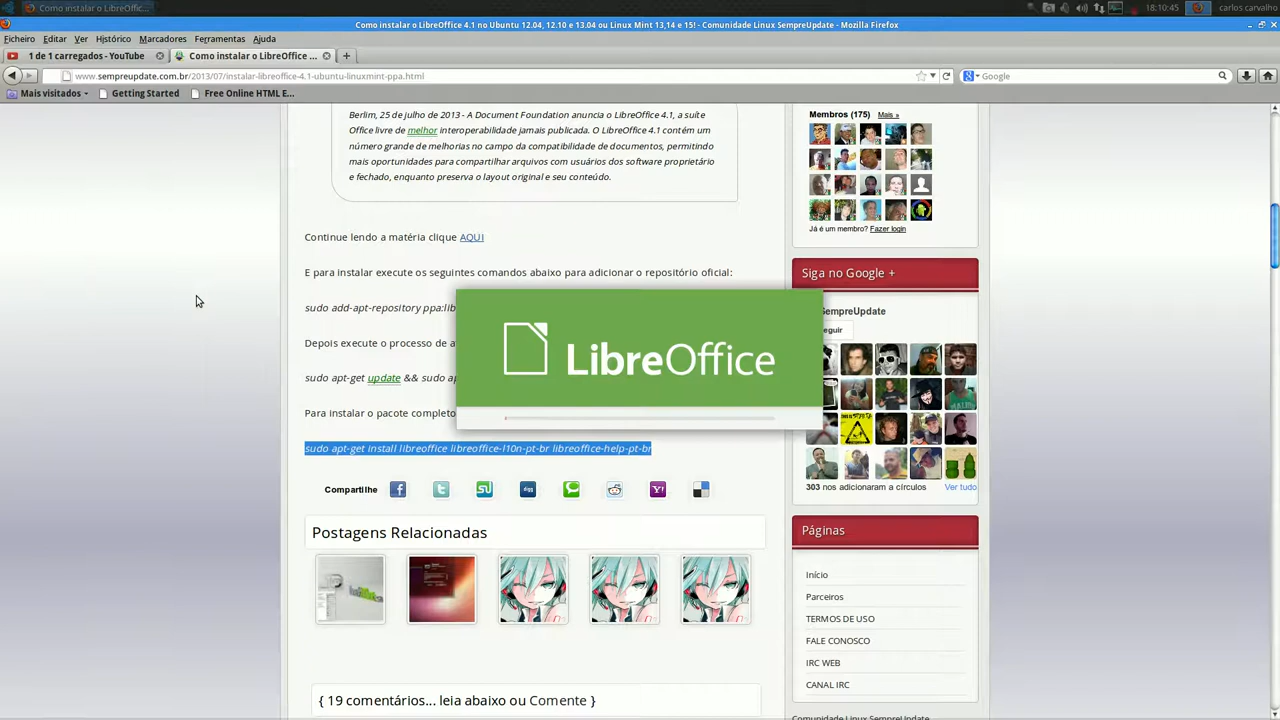 Como instalar o LibreOffic...
18:10:45
carlos carvalho
Como instalar o LibreOffice 4.1 no Ubuntu 12.04, 12.10 e 13.04 ou Linux Mint 13,14 e 15! - Comunidade Linux SempreUpdate - Mozilla Firefox
Ficheiro Editar Ver Histórico Marcadores Ferramentas Ajuda
1 de 1 carregados - YouTube
Como instalar o LibreOffice ...
www.sempreupdate.com.br/2013/07/instalar-libreoffice-4.1-ubuntu-linuxmint-ppa.html
Google
Mais visitados
Getting Started
Free Online HTML E...
Berlim, 25 de julho de 2013 - A Document Foundation anuncia o LibreOffice 4.1, a suíte
Office livre de melhor interoperabilidade jamais publicada. O LibreOffice 4.1 contém um
número grande de melhorias no campo da compatibilidade de documentos, permitindo
mais oportunidades para compartilhar arquivos com usuários dos software proprietário
e fechado, enquanto preserva o layout original e seu conteúdo.
Continue lendo a matéria clique AQUI
E para instalar execute os seguintes comandos abaixo para adicionar o repositório oficial:
sudo add-apt-repository ppa:lib
Depois execute o processo de a
sudo apt-get update && sudo ap
Para instalar o pacote completo
sudo apt-get install libreoffice libreoffice-l10n-pt-br libreoffice-help-pt-br
LibreOffice
Compartilhe
Postagens Relacionadas
{ 19 comentários... leia abaixo ou Comente }
Membros (175) Mais »
Já é um membro? Fazer login
Siga no Google +
SempreUpdate
eguir
303 nos adicionaram a círculos
Ver tudo
Páginas
Início
Parceiros
TERMOS DE USO
FALE CONOSCO
IRC WEB
CANAL IRC
Comunidade Linux SempreUpdate